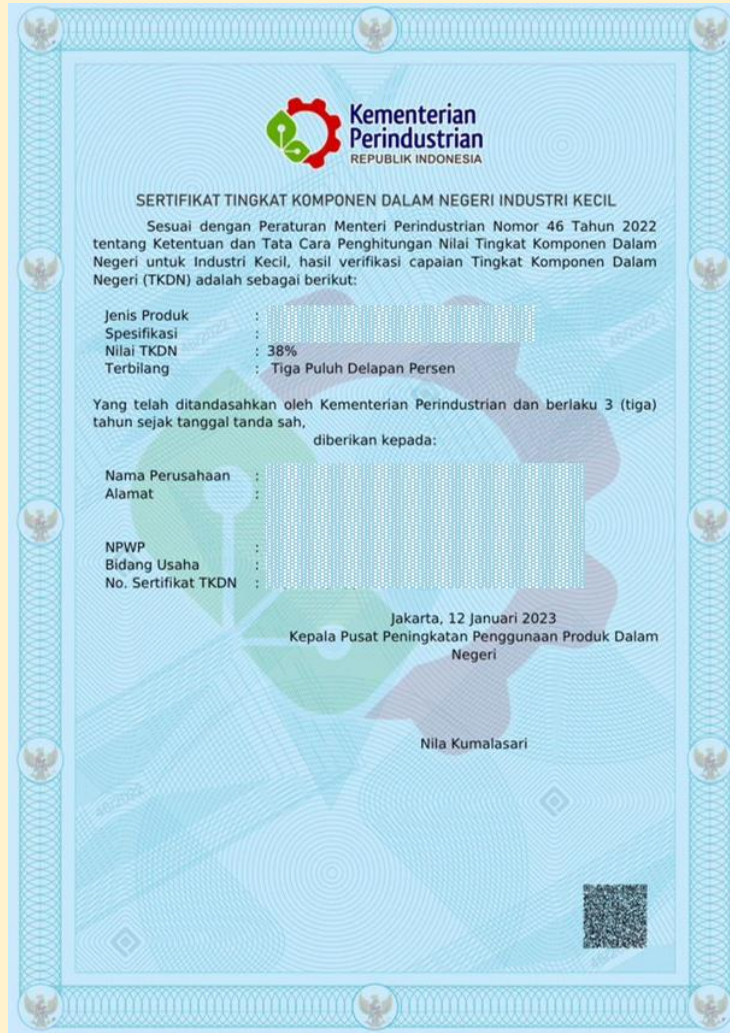 Kementerian
Perindustrian
REPUBLIK INDONESIA
SERTIFIKAT TINGKAT KOMPONEN DALAM NEGERI INDUSTRI KECIL
Sesuai dengan Peraturan Menteri Perindustrian Nomor 46 Tahun 2022
tentang Ketentuan dan Tata Cara Penghitungan Nilai Tingkat Komponen Dalam
Negeri untuk Industri Kecil, hasil verifikasi capaian Tingkat Komponen Dalam
Negeri (TKDN) adalah sebagai berikut:
Jenis Produk :
Spesifikasi :
Nilai TKDN : 38%
Terbilang : Tiga Puluh Delapan Persen
Yang telah ditandasahkan oleh Kementerian Perindustrian dan berlaku 3 (tiga)
tahun sejak tanggal tanda sah,
diberikan kepada:
Nama Perusahaan :
Alamat :
NPWP :
Bidang Usaha :
No. Sertifikat TKDN :
Jakarta, 12 Januari 2023
Kepala Pusat Peningkatan Penggunaan Produk Dalam
Negeri
Nila Kumalasari
46/2022